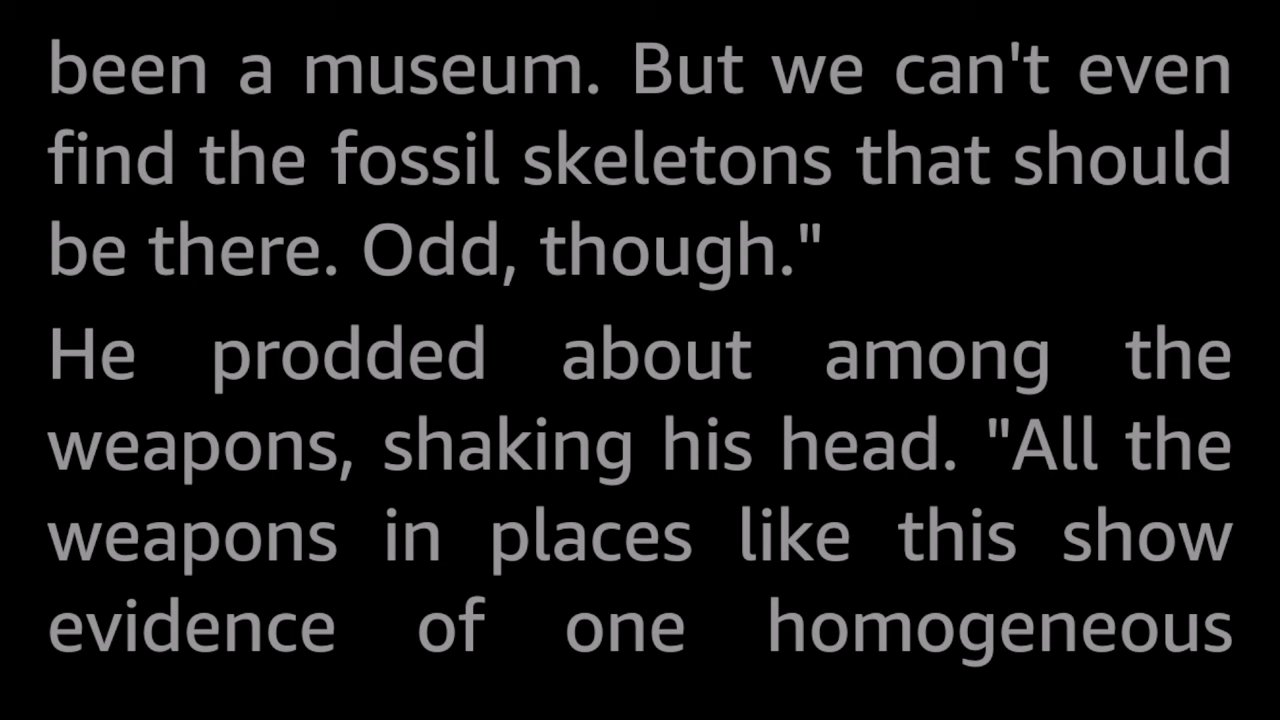 been a museum. But we can't even
find the fossil skeletons that should
be there. Odd, though."
He prodded about among the
weapons, shaking his head. "All the
weapons in places like this show
evidence of one homogeneous